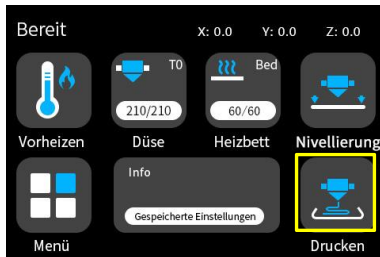 Bereit X: 0.0 Y: 0.0 Z: 0.0
T0 Bed
210/210 60/60
Vorheizen Düse Heizbett Nivellierung
Info
Gespeicherte Einstellungen
Menü Drucken